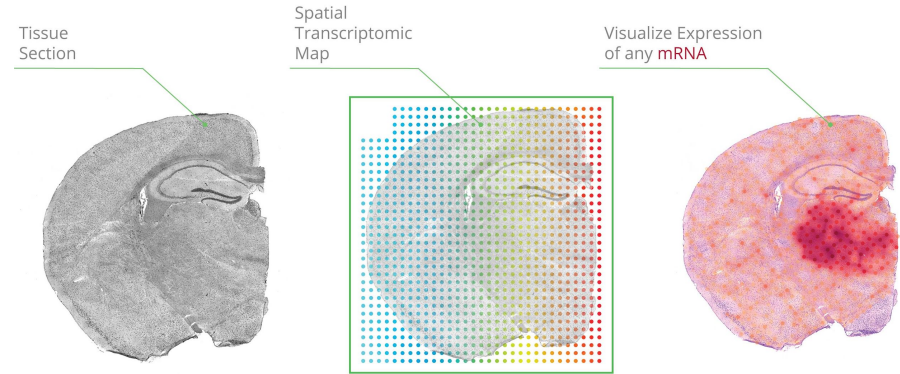 Tissue
Section
Spatial
Transcriptomic
Map
Visualize Expression
of any mRNA